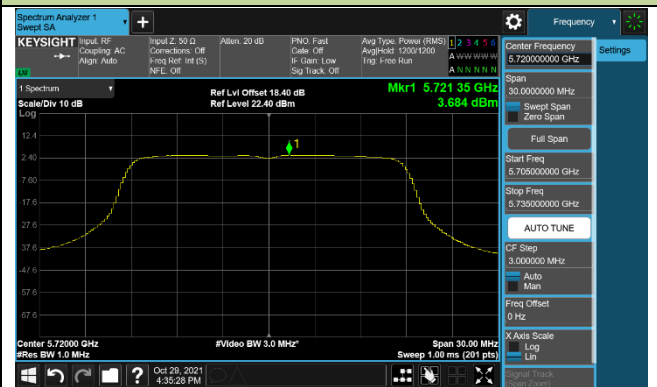 Spectrum Analyzer 1
Swept SA
Frequency
KEYSIGHT
Input: RF
Coupling: AC
Align: Auto
Input Z: 50 Ω
Corrections: Off
Freq Ref: Int (S)
NFE: Off
Atten: 20 dB
PNO: Fast
Gate: Off
IF Gain: Low
Sig Track: Off
Avg Type: Power (RMS)
Avg|Hold: 1200/1200
Trig: Free Run
1 2 3 4 5 6
A W W W W W
A N N N N N
1 Spectrum
Scale/Div 10 dB
Log
Ref Lvl Offset 18.40 dB
Ref Level 22.40 dBm
Mkr1 5.721 35 GHz
3.684 dBm
12.4
2.40
-7.60
-17.6
-27.6
-37.6
-47.6
-57.6
-67.6
1
Center 5.72000 GHz
#Res BW 1.0 MHz
#Video BW 3.0 MHz*
Span 30.00 MHz
Sweep 1.00 ms (201 pts)
Oct 29, 2021
4:35:28 PM
Center Frequency
5.720000000 GHz
Span
30.0000000 MHz
Swept Span
Zero Span
Full Span
Start Freq
5.705000000 GHz
Stop Freq
5.735000000 GHz
AUTO TUNE
CF Step
3.000000 MHz
Auto
Man
Freq Offset
0 Hz
X Axis Scale
Log
Lin
Signal Track
(Span Zoom)
Settings